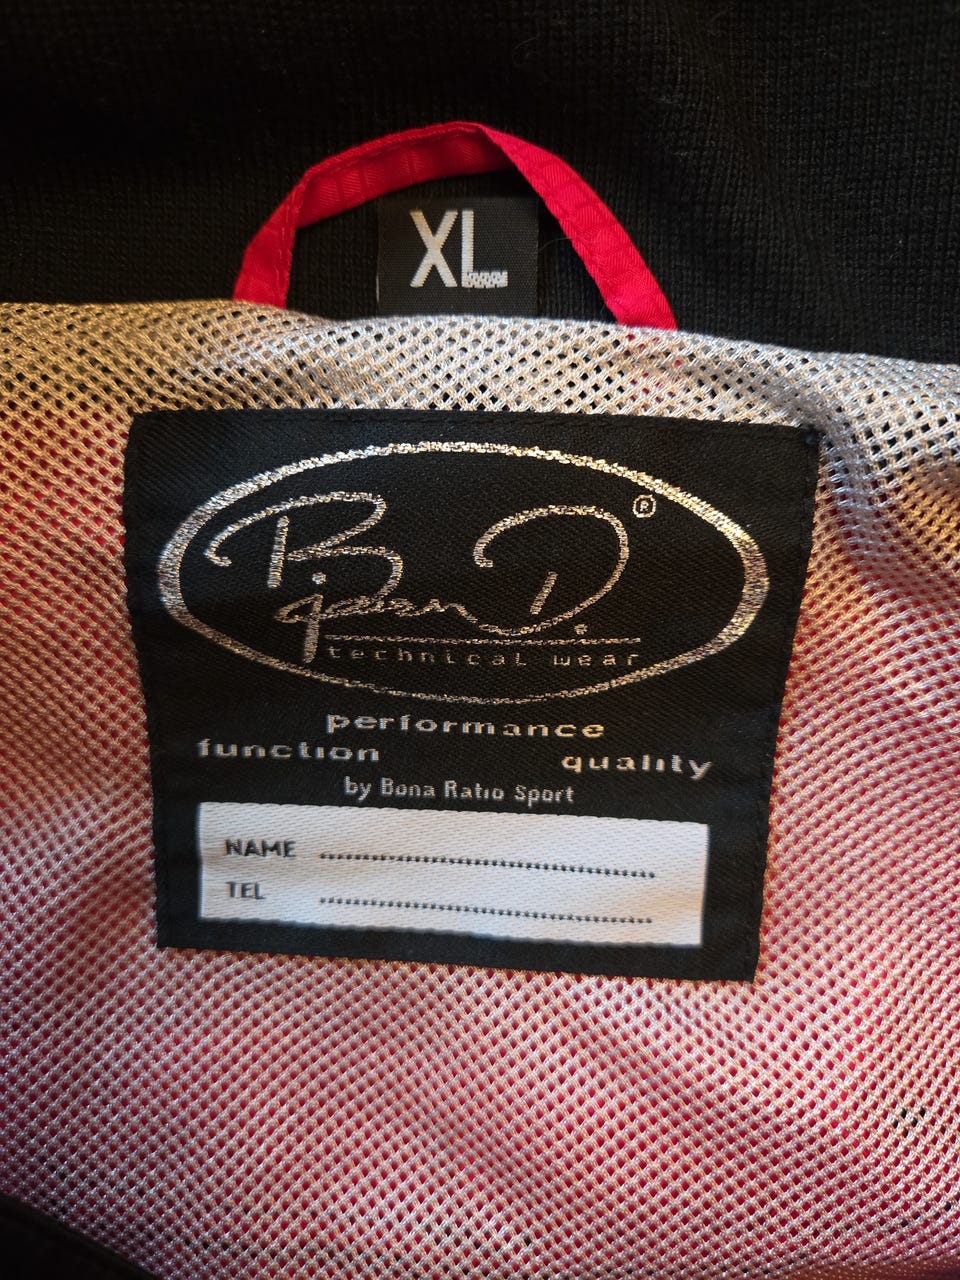 XL
Bjørn D. ®
technical wear
performance
function quality
by Bona Ratio Sport
NAME ........................................
TEL ........................................